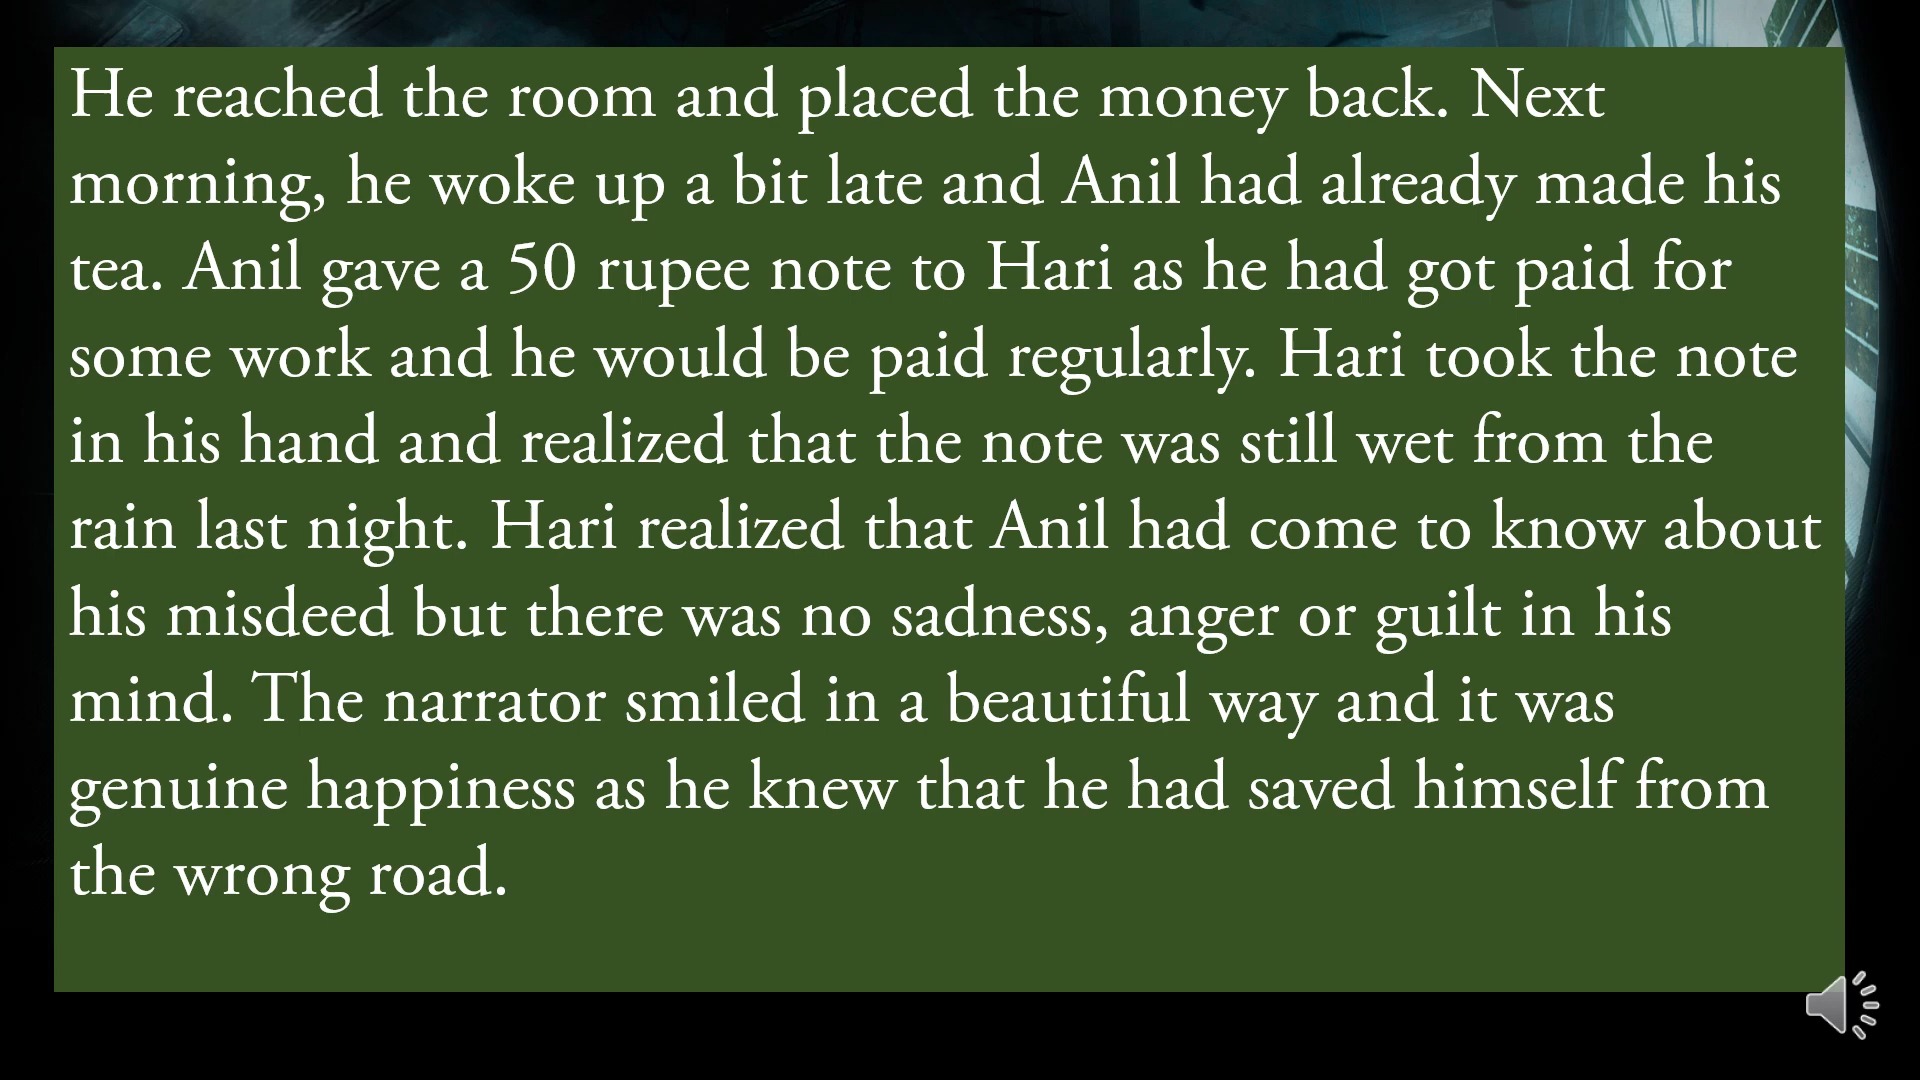 He reached the room and placed the money back. Next
morning, he woke up a bit late and Anil had already made his
tea. Anil gave a 50 rupee note to Hari as he had got paid for
some work and he would be paid regularly. Hari took the note
in his hand and realized that the note was still wet from the
rain last night. Hari realized that Anil had come to know about
his misdeed but there was no sadness, anger or guilt in his
mind. The narrator smiled in a beautiful way and it was
genuine happiness as he knew that he had saved himself from
the wrong road.